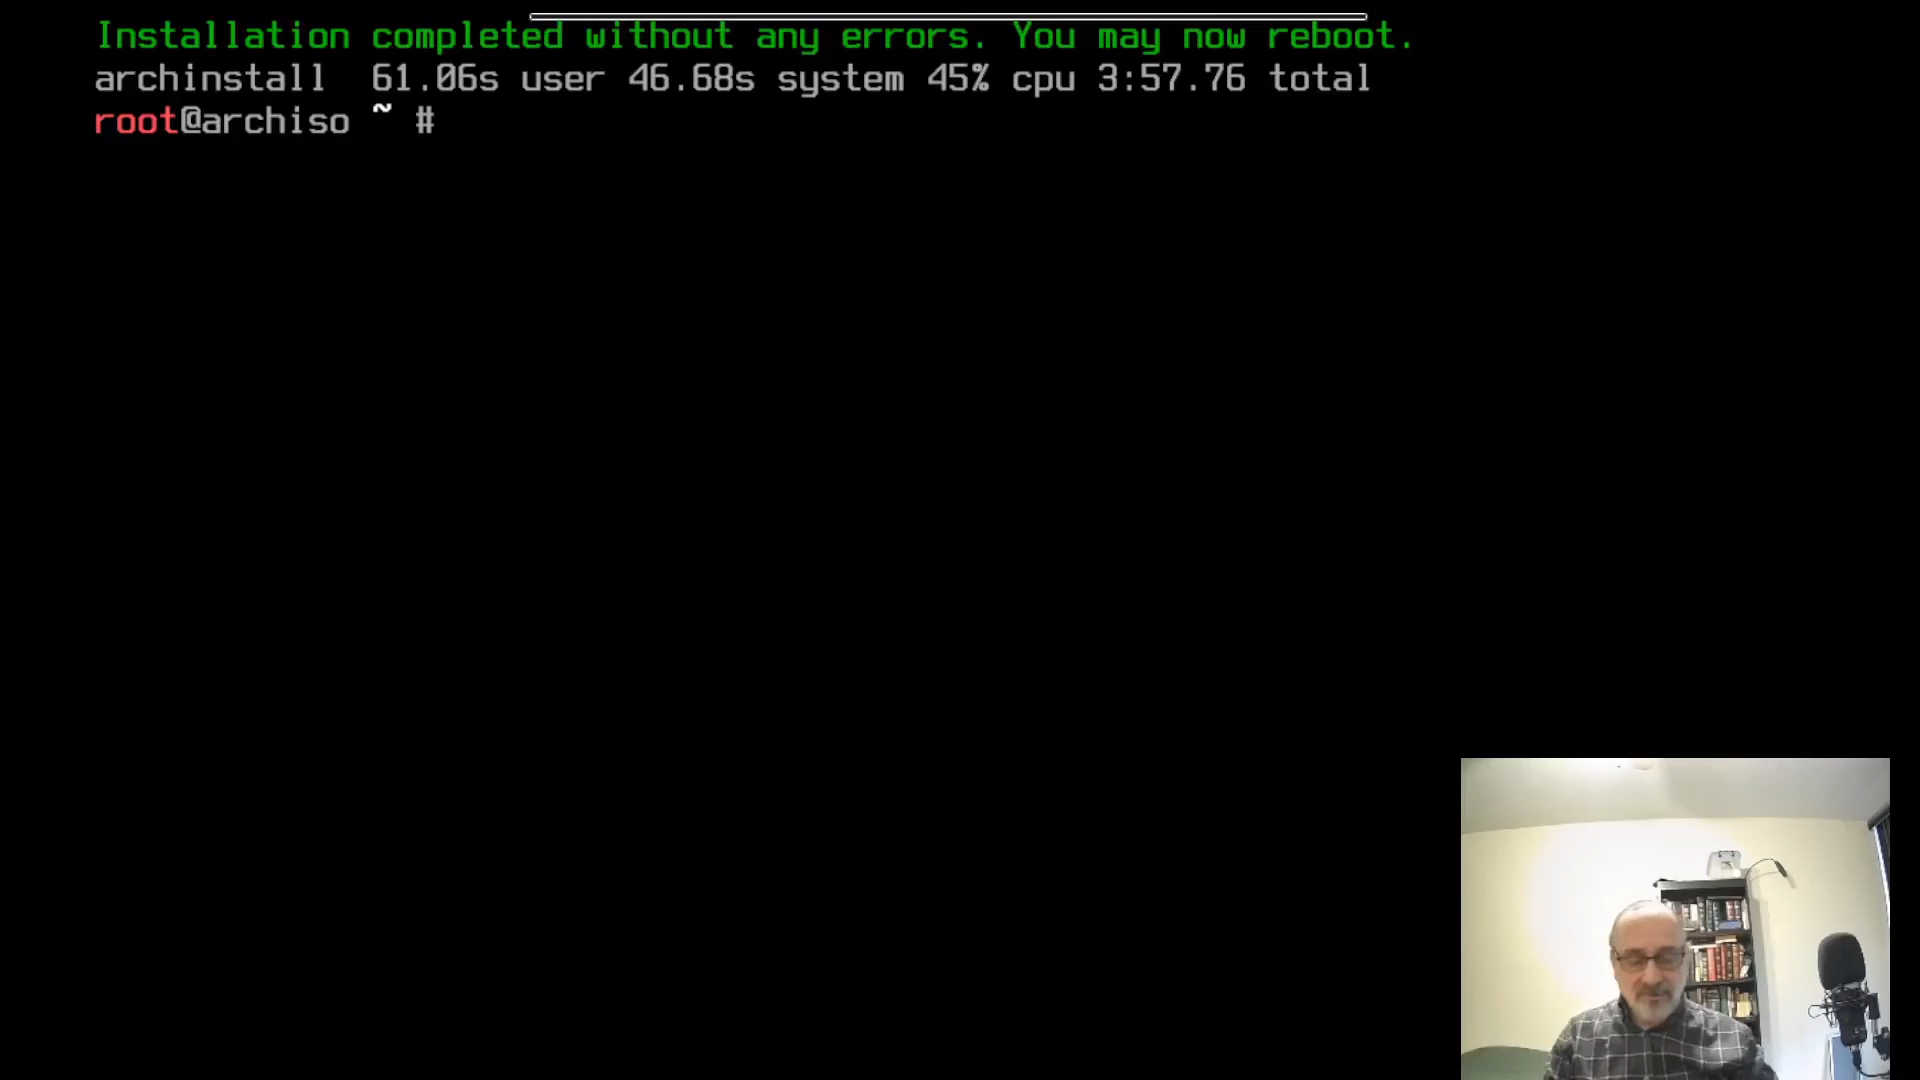 Installation completed without any errors. You may now reboot.
archinstall  61.06s user 46.68s system 45% cpu 3:57.76 total
root@archiso ~ #